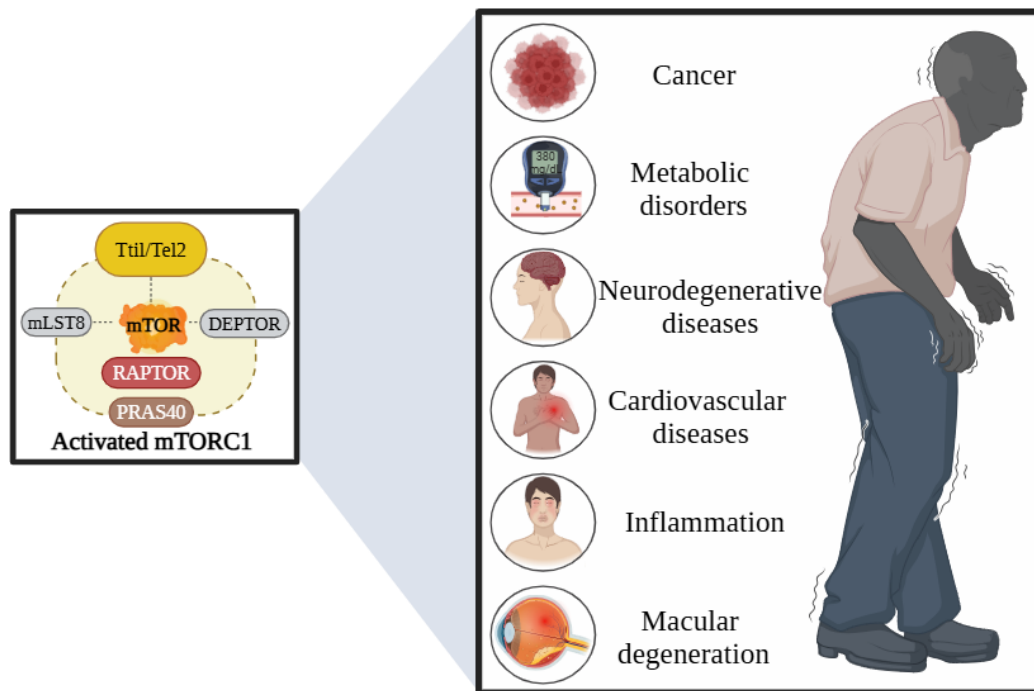 Ttil/Tel2
mLST8
mTOR
DEPTOR
RAPTOR
PRAS40
Activated mTORC1
Cancer
380
mg/dL
Metabolic
disorders
Neurodegenerative
diseases
Cardiovascular
diseases
Inflammation
Macular
degeneration